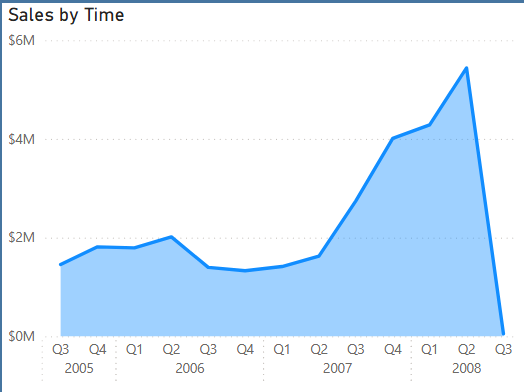 Sales by Time
$6M
$4M
$2M
$0M
Q3 Q4 Q1 Q2 Q3 Q4 Q1 Q2 Q3 Q4 Q1 Q2 Q3
2005 2006 2007 2008